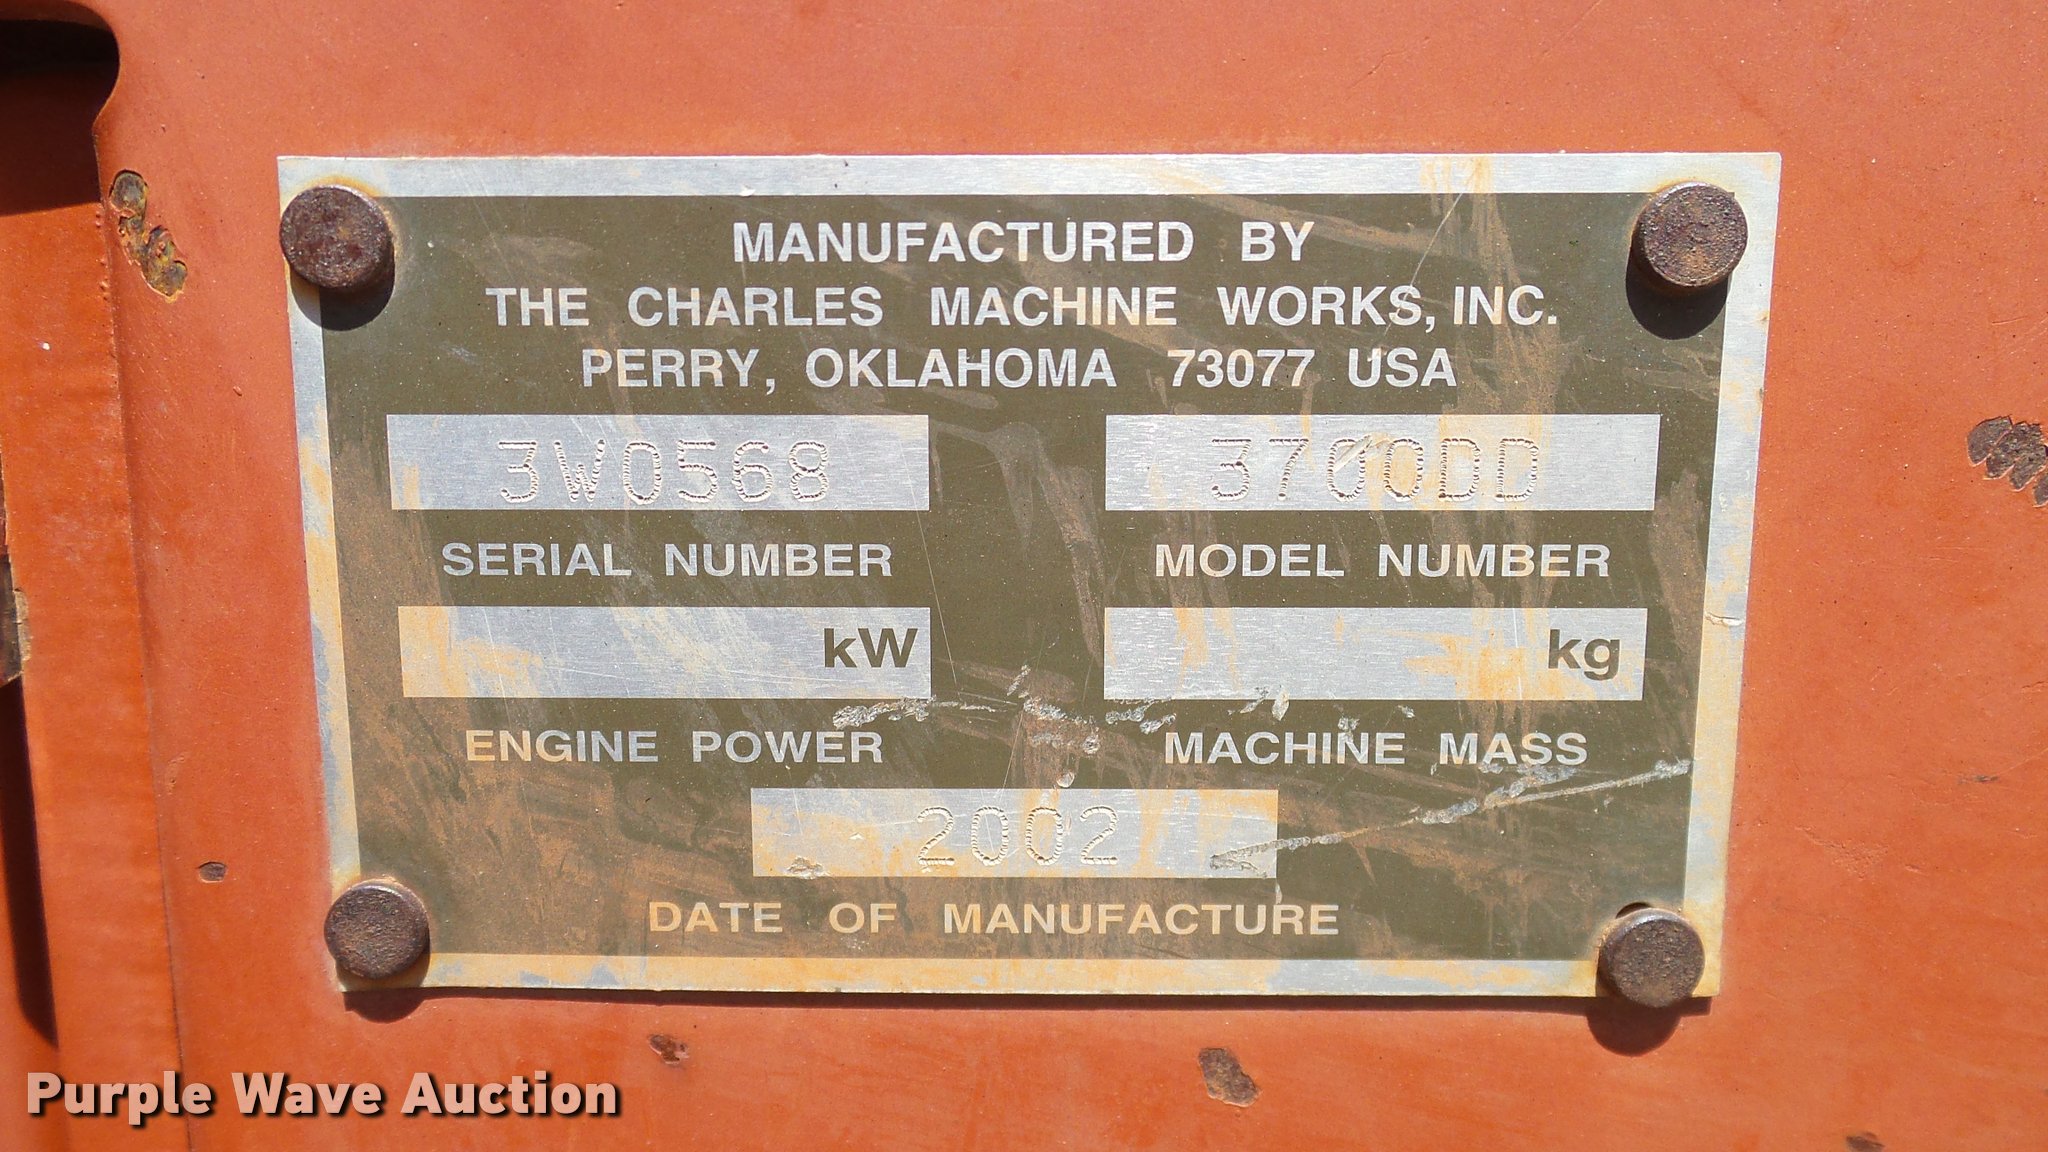 MANUFACTURED BY
THE CHARLES MACHINE WORKS, INC.
PERRY, OKLAHOMA 73077 USA
3W0568 3700DD
SERIAL NUMBER MODEL NUMBER
kW kg
ENGINE POWER MACHINE MASS
2002
DATE OF MANUFACTURE
Purple Wave Auction